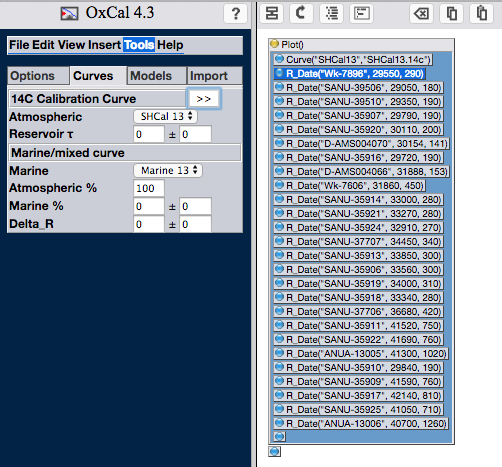 OxCal 4.3
?
File Edit View Insert Tools Help
Options Curves Models Import
14C Calibration Curve >>
Atmospheric SHCal 13
Reservoir τ 0 ± 0
Marine/mixed curve
Marine Marine 13
Atmospheric % 100
Marine % 0 ± 0
Delta_R 0 ± 0
Plot()
Curve("SHCal13","SHCal13.14c")
R_Date("Wk-7896", 29550, 290)
R_Date("SANU-39506", 29050, 180)
R_Date("SANU-39510", 29350, 190)
R_Date("SANU-35907", 29790, 190)
R_Date("SANU-35920", 30110, 200)
R_Date("D-AMS004070", 30154, 141)
R_Date("SANU-35916", 29720, 190)
R_Date("D-AMS004066", 31888, 153)
R_Date("Wk-7606", 31860, 450)
R_Date("SANU-35914", 33000, 280)
R_Date("SANU-35921", 33270, 280)
R_Date("SANU-35924", 32910, 270)
R_Date("SANU-37707", 34450, 340)
R_Date("SANU-35913", 33850, 300)
R_Date("SANU-35906", 33560, 300)
R_Date("SANU-35919", 34000, 310)
R_Date("SANU-35918", 33340, 280)
R_Date("SANU-37706", 36680, 420)
R_Date("SANU-35911", 41520, 750)
R_Date("SANU-35922", 41690, 760)
R_Date("ANUA-13005", 41300, 1020)
R_Date("SANU-35910", 29840, 190)
R_Date("SANU-35909", 41590, 760)
R_Date("SANU-35917", 42140, 810)
R_Date("SANU-35925", 41050, 710)
R_Date("ANUA-13006", 40700, 1260)